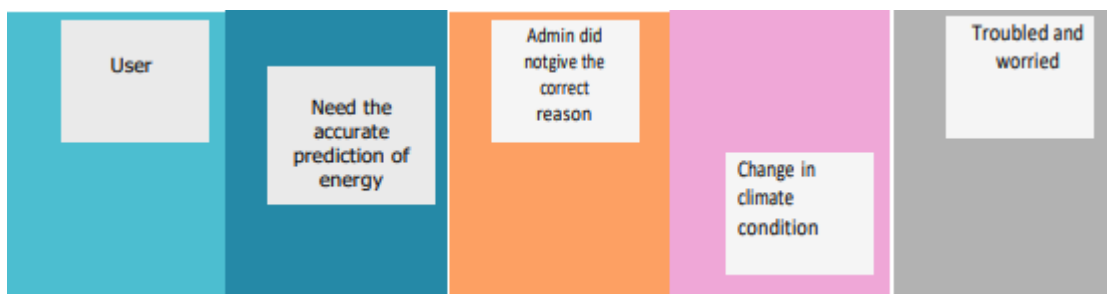 User
Need the
accurate
prediction of
energy
Admin did
notgive the
correct
reason
Change in
climate
condition
Troubled and
worried